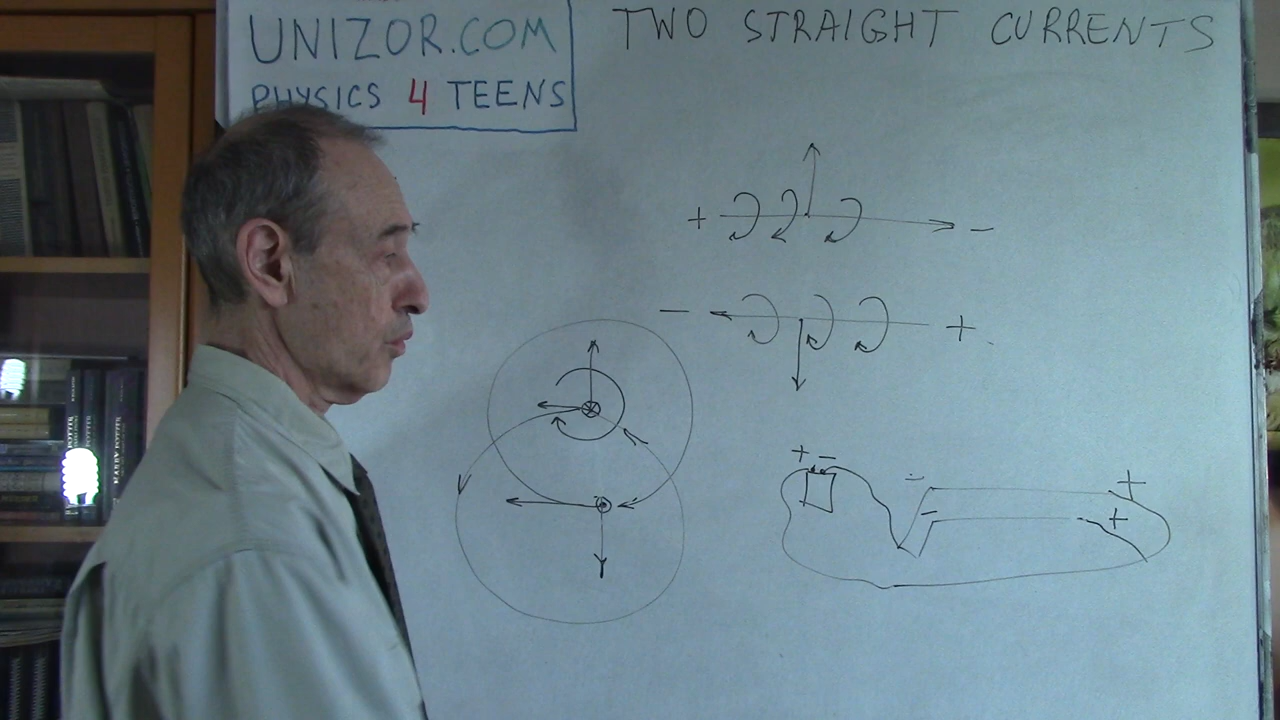 UNIZOR.COM
PHYSICS 4 TEENS
TWO STRAIGHT CURRENTS
+ -
- +
+ - - +
- +